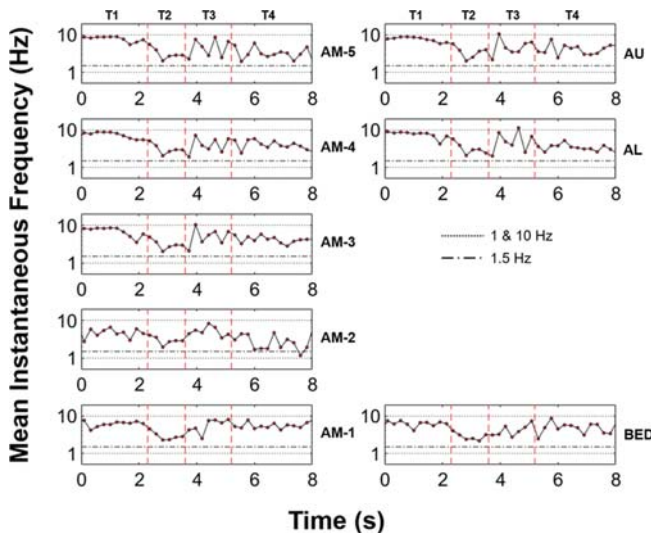 T1 T2 T3 T4 T1 T2 T3 T4
10
1
AM-5
10
1
AU
0 2 4 6 8 0 2 4 6 8
10
1
AM-4
10
1
AL
0 2 4 6 8 0 2 4 6 8
10
1
AM-3
1 & 10 Hz
1.5 Hz
0 2 4 6 8
10
1
AM-2
0 2 4 6 8
10
1
AM-1
10
1
BED
0 2 4 6 8 0 2 4 6 8
Mean Instantaneous Frequency (Hz)
Time (s)